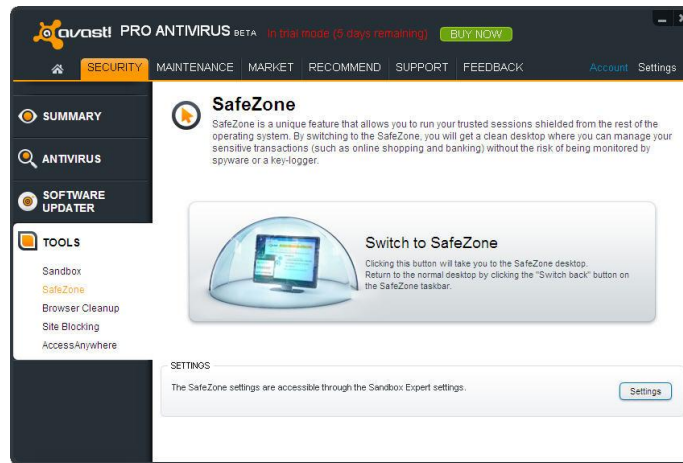 avast! PRO ANTIVIRUS BETA In trial mode (5 days remaining) BUY NOW
SECURITY MAINTENANCE MARKET RECOMMEND SUPPORT FEEDBACK Account Settings
SUMMARY
ANTIVIRUS
SOFTWARE
UPDATER
TOOLS
Sandbox
SafeZone
Browser Cleanup
Site Blocking
AccessAnywhere
SafeZone
SafeZone is a unique feature that allows you to run your trusted sessions shielded from the rest of the
operating system. By switching to the SafeZone, you will get a clean desktop where you can manage your
sensitive transactions (such as online shopping and banking) without the risk of being monitored by
spyware or a key-logger.
Switch to SafeZone
Clicking this button will take you to the SafeZone desktop.
Return to the normal desktop by clicking the "Switch back" button on
the SafeZone taskbar.
SETTINGS
The SafeZone settings are accessible through the Sandbox Expert settings.
Settings